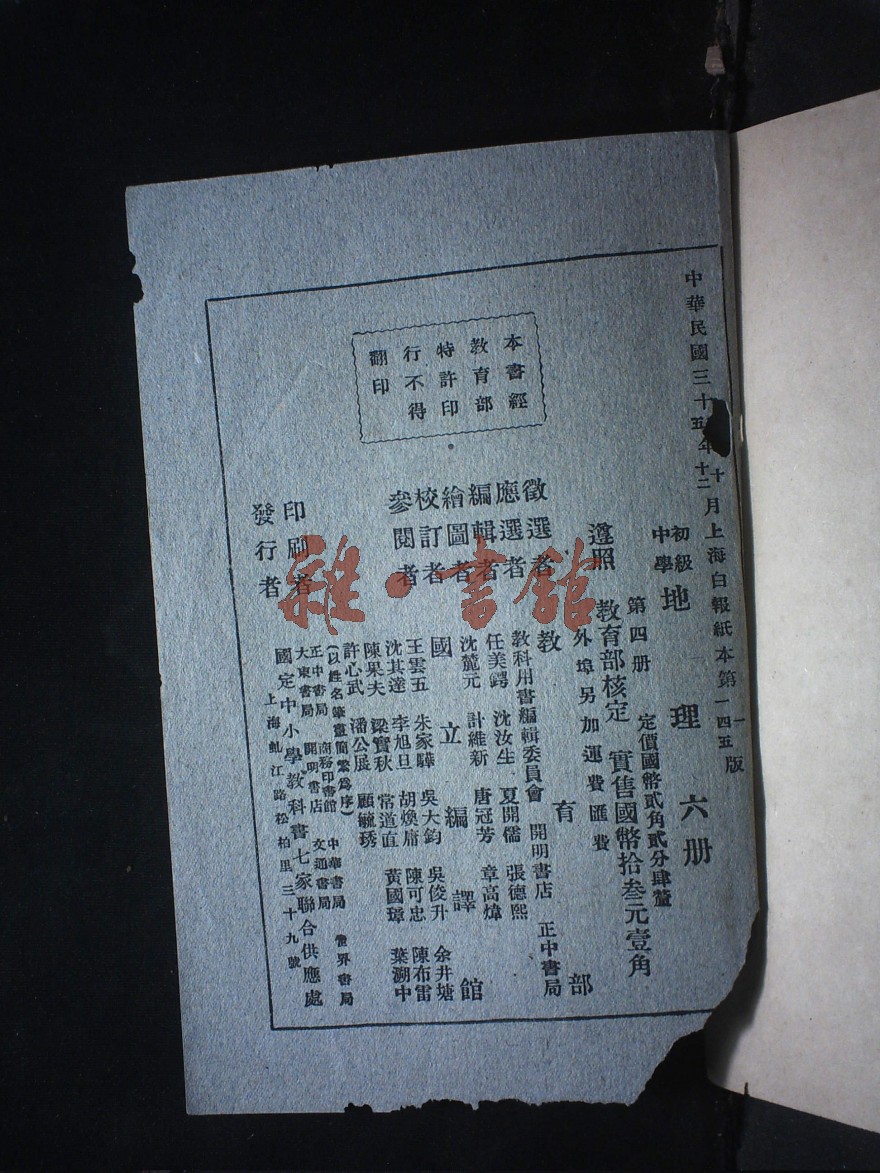 中華民國三十五年十二十月上海白報紙本第一一四五版
初級中學地理六册
第四册 定價國幣貳角貳分肆釐
遵照教育部核定 實售國幣拾叁元壹角
外埠另加運費匯費
本書經
教育部
特許印
行不得
翻印
徵選者 教育部
應選者 教科用書編輯委員會 開明書店 正中書局
編輯者 任美鍔 沈汝生 夏開儒 張德熙
繪圖者 沈麓元 計維新 唐冠芳 章高煒
校訂者 國立編譯館
參閱者 王雲五 朱家驊 吳大鈞 吳俊升 余井塘
沈其達 李旭旦 胡煥庸 陳可忠 陳布雷
陳果夫 梁實秋 常道直 黃國璋 葉溯中
許心武 潘公展 顧毓琇
(以姓名筆畫簡繁爲序)
印刷者 正中書局 商務印書館 中華書局 世界書局
大東書局 開明書店 文通書局
發行者 國定中小學教科書七家聯合供應處
上海虬江路松柏里三十九號
雜·書館